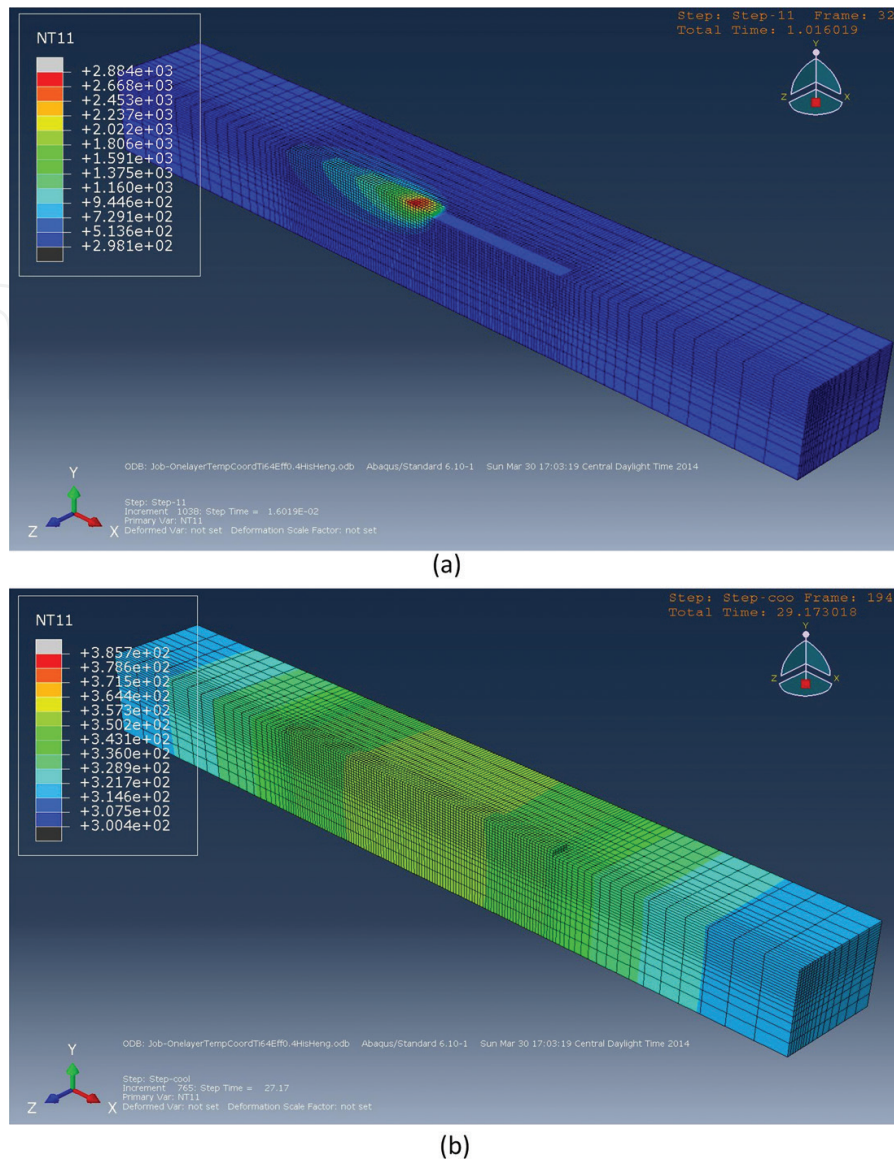 Step: Step-11 Frame: 32
Total Time: 1.016019
NT11
+2.884e+03
+2.668e+03
+2.453e+03
+2.237e+03
+2.022e+03
+1.806e+03
+1.591e+03
+1.375e+03
+1.160e+03
+9.446e+02
+7.291e+02
+5.136e+02
+2.981e+02
Y
Z X
ODB: Job-OnelayerTempCoordTi64Eff0.4HisHeng.odb Abaqus/Standard 6.10-1 Sun Mar 30 17:03:19 Central Daylight Time 2014
Step: Step-11
Increment 1038: Step Time = 1.6019E-02
Primary Var: NT11
Deformed Var: not set Deformation Scale Factor: not set
Y
Z X
(a)
Step: Step-coo Frame: 194
Total Time: 29.173018
NT11
+3.857e+02
+3.786e+02
+3.715e+02
+3.644e+02
+3.573e+02
+3.502e+02
+3.431e+02
+3.360e+02
+3.289e+02
+3.217e+02
+3.146e+02
+3.075e+02
+3.004e+02
Y
Z X
ODB: Job-OnelayerTempCoordTi64Eff0.4HisHeng.odb Abaqus/Standard 6.10-1 Sun Mar 30 17:03:19 Central Daylight Time 2014
Step: Step-cool
Increment 765: Step Time = 27.17
Primary Var: NT11
Deformed Var: not set Deformation Scale Factor: not set
Y
Z X
(b)